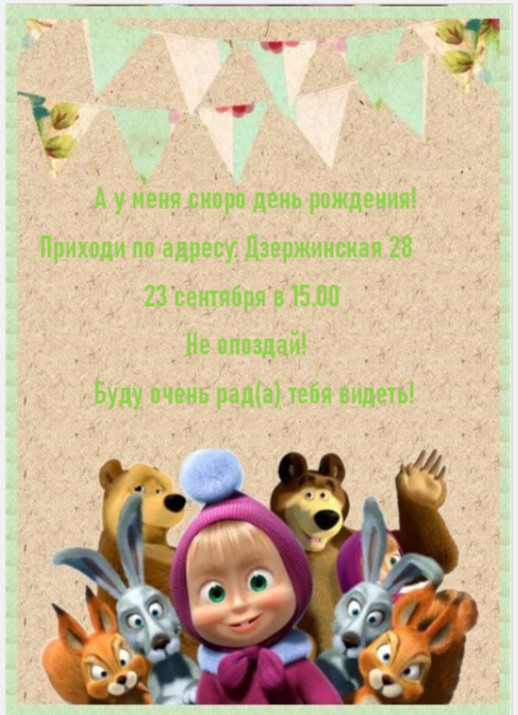 А у меня скоро день рождения!
Приходи по адресу: Дзержинская 28
23 сентября в 15.00
Не опоздай!
Буду очень рад(а) тебя видеть!